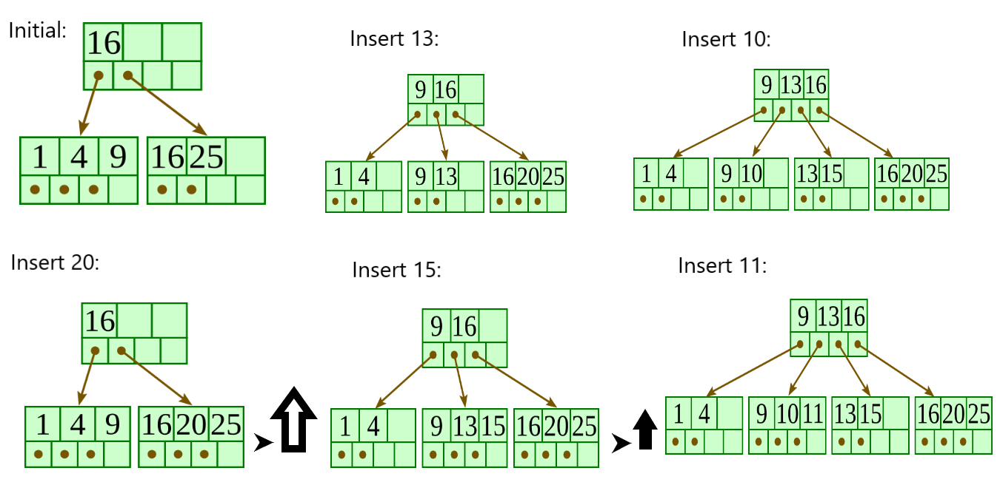 Initial:
16
1 4 9 16 25
Insert 20:
16
1 4 9 16 20 25
Insert 13:
9 16
1 4 9 13 16 20 25
Insert 15:
9 16
1 4 9 13 15 16 20 25
Insert 10:
9 13 16
1 4 9 10 13 15 16 20 25
Insert 11:
9 13 16
1 4 9 10 11 13 15 16 20 25